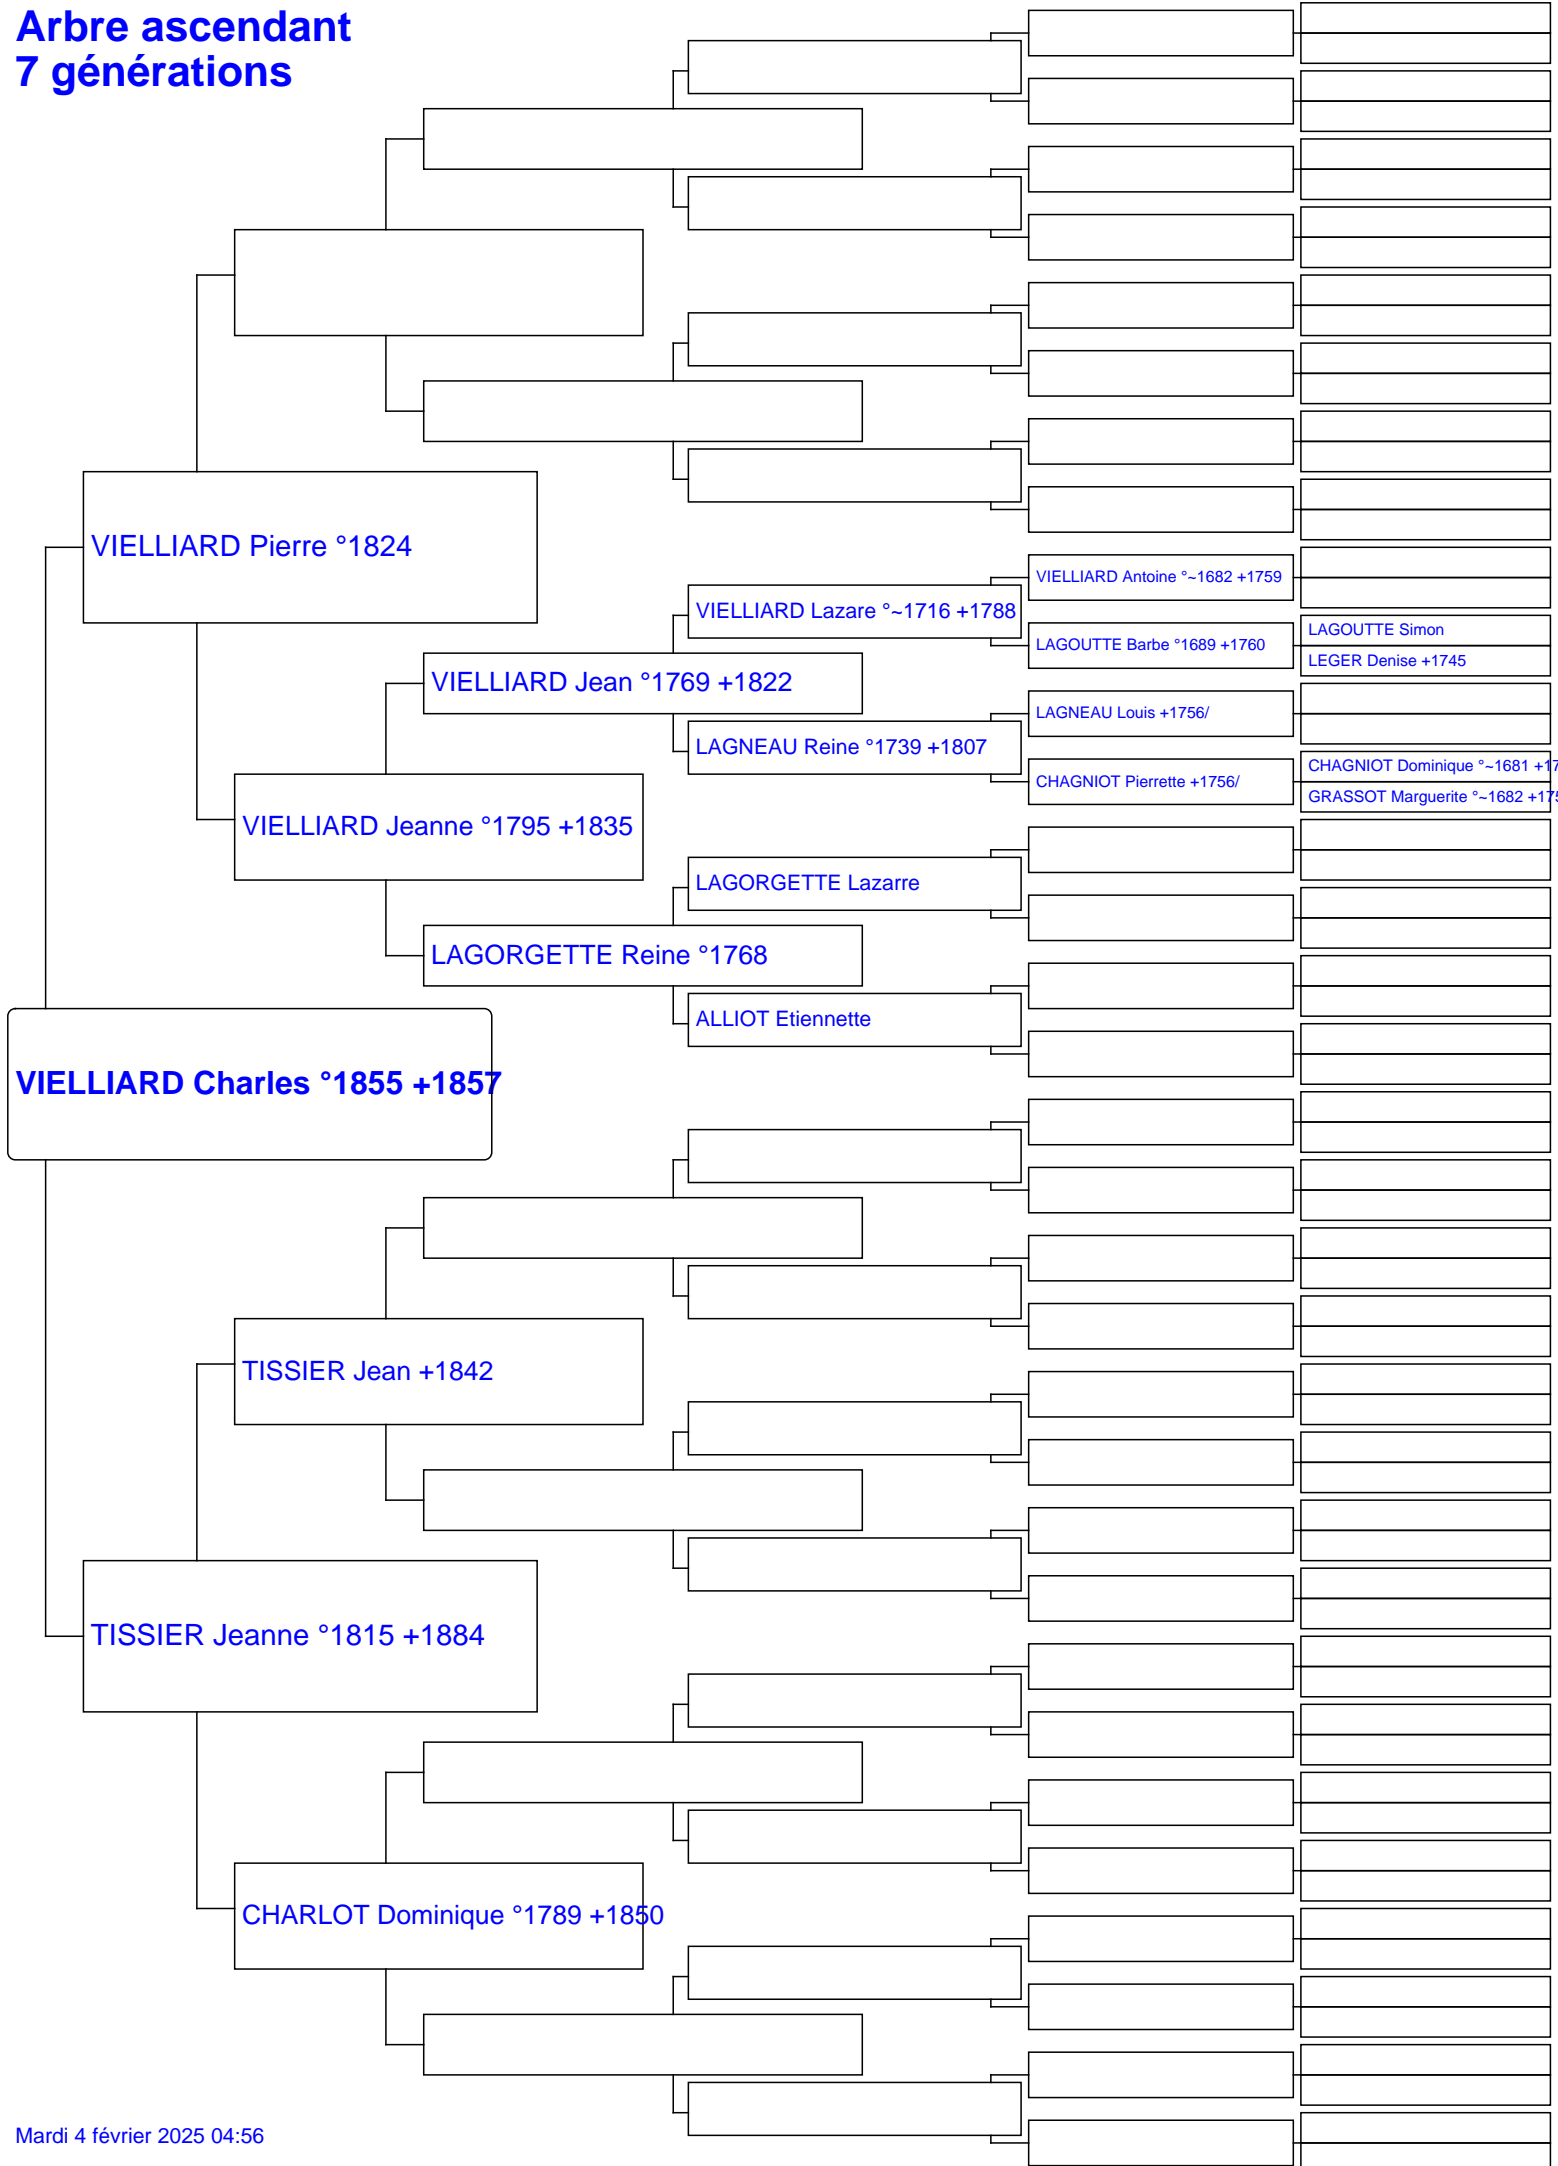 Arbre ascendant
7 générations
VIELLIARD Pierre °1824
VIELLIARD Antoine °~1682 +1759
VIELLIARD Lazare °~1716 +1788
LAGOUTTE Simon
LAGOUTTE Barbe °1689 +1760
LEGER Denise +1745
VIELLIARD Jean °1769 +1822
LAGNEAU Louis +1756/
LAGNEAU Reine °1739 +1807
CHAGNIOT Dominique °~1681 +17
CHAGNIOT Pierrette +1756/
GRASSOT Marguerite °~1682 +175
VIELLIARD Jeanne °1795 +1835
LAGORGETTE Lazarre
LAGORGETTE Reine °1768
ALLIOT Etiennette
VIELLIARD Charles °1855 +1857
TISSIER Jean +1842
TISSIER Jeanne °1815 +1884
CHARLOT Dominique °1789 +1850
Mardi 4 février 2025 04:56